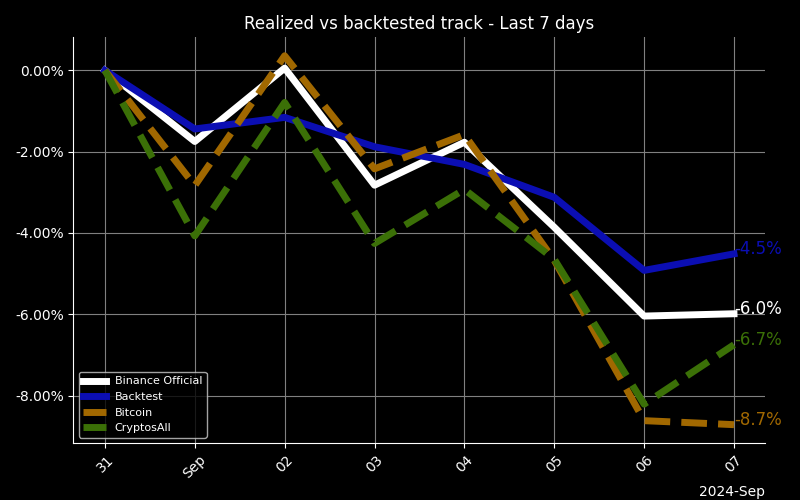 Realized vs backtested track - Last 7 days
0.00%
-2.00%
-4.00%
-6.00%
-8.00%
-4.5%
-6.0%
-6.7%
-8.7%
Binance Official
Backtest
Bitcoin
CryptosAll
31
Sep
02
03
04
05
06
07
2024-Sep